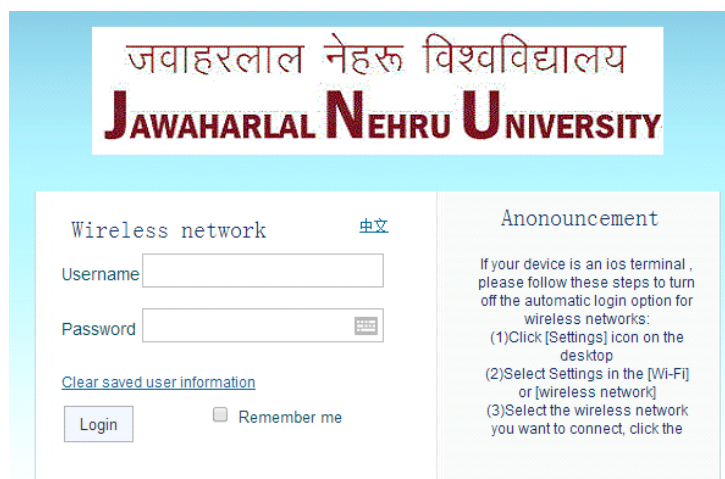 जवाहरलाल नेहरू विश्वविद्यालय
JAWAHARLAL NEHRU UNIVERSITY
Wireless network
中文
Username
Password
Clear saved user information
Login
Remember me
Anonouncement
If your device is an ios terminal ,
please follow these steps to turn
off the automatic login option for
wireless networks:
(1)Click [Settings] icon on the
desktop
(2)Select Settings in the [Wi-Fi]
or [wireless network]
(3)Select the wireless network
you want to connect, click the